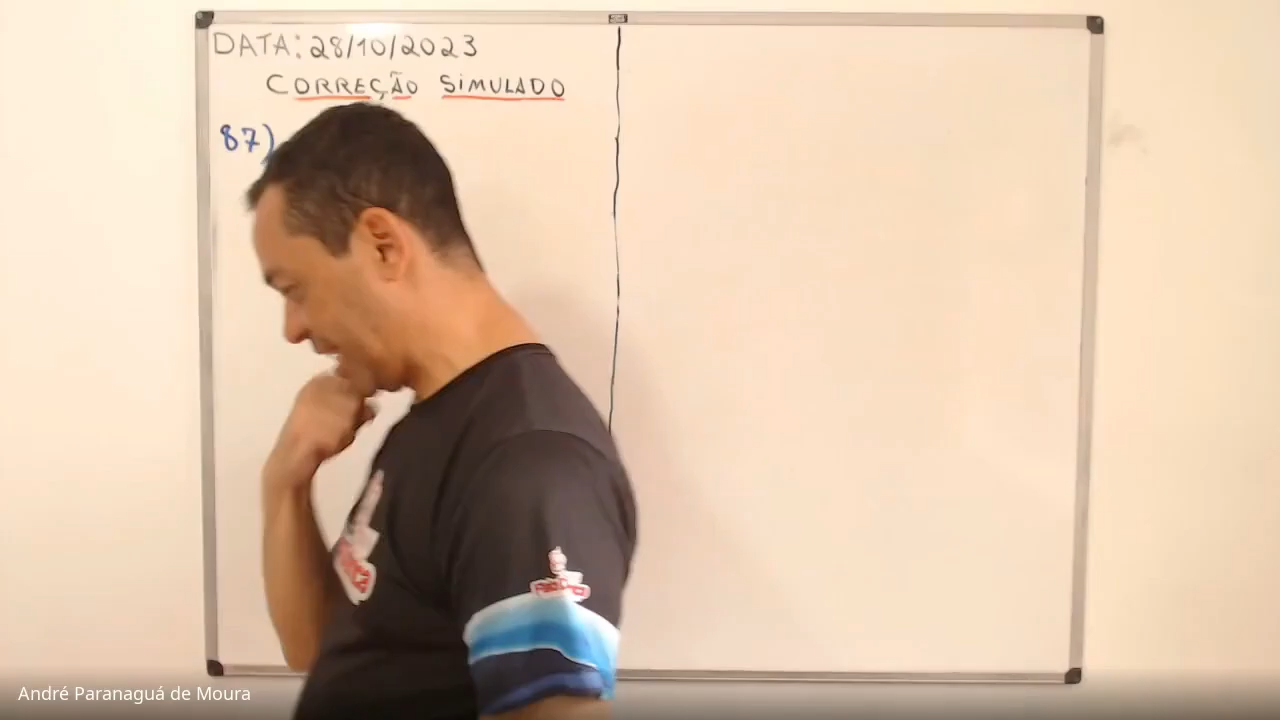 DATA: 28/10/2023
CORREÇÃO SIMULADO
87)
André Paranaguá de Moura